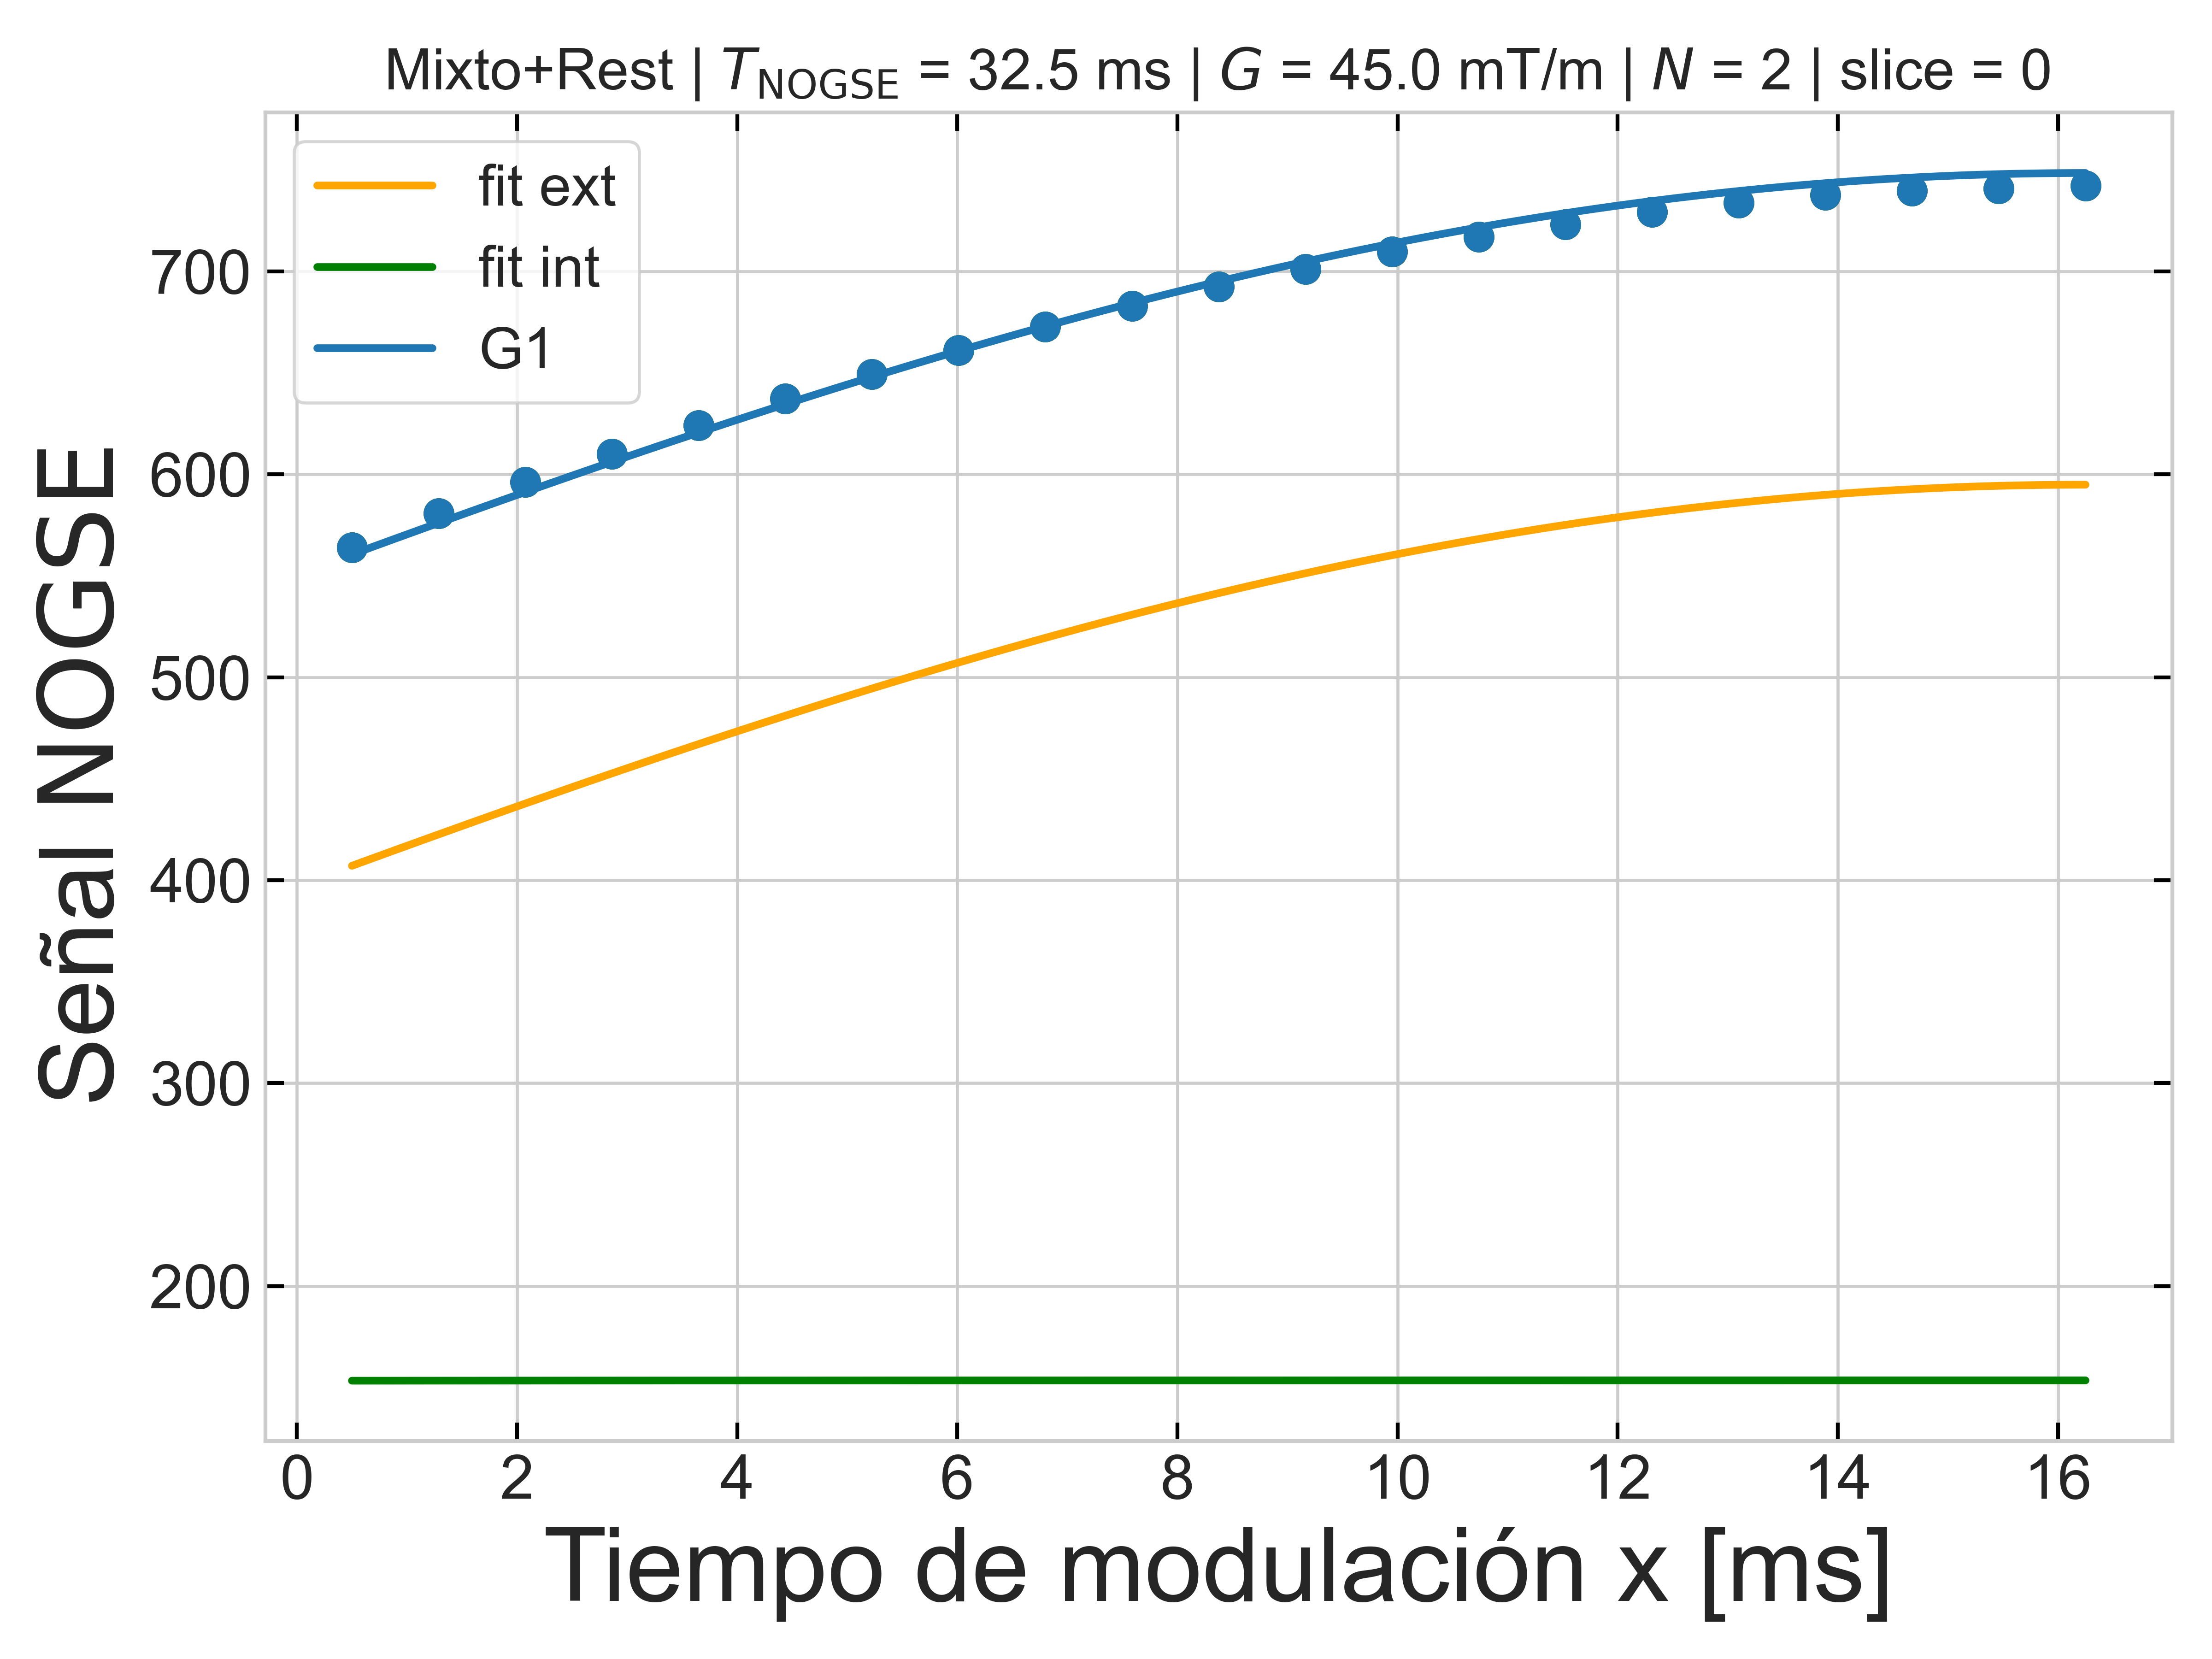 Mixto+Rest | T_NOGSE = 32.5 ms | G = 45.0 mT/m | N = 2 | slice = 0
fit ext
fit int
G1
Señal NOGSE
700
600
500
400
300
200
0 2 4 6 8 10 12 14 16
Tiempo de modulación x [ms]